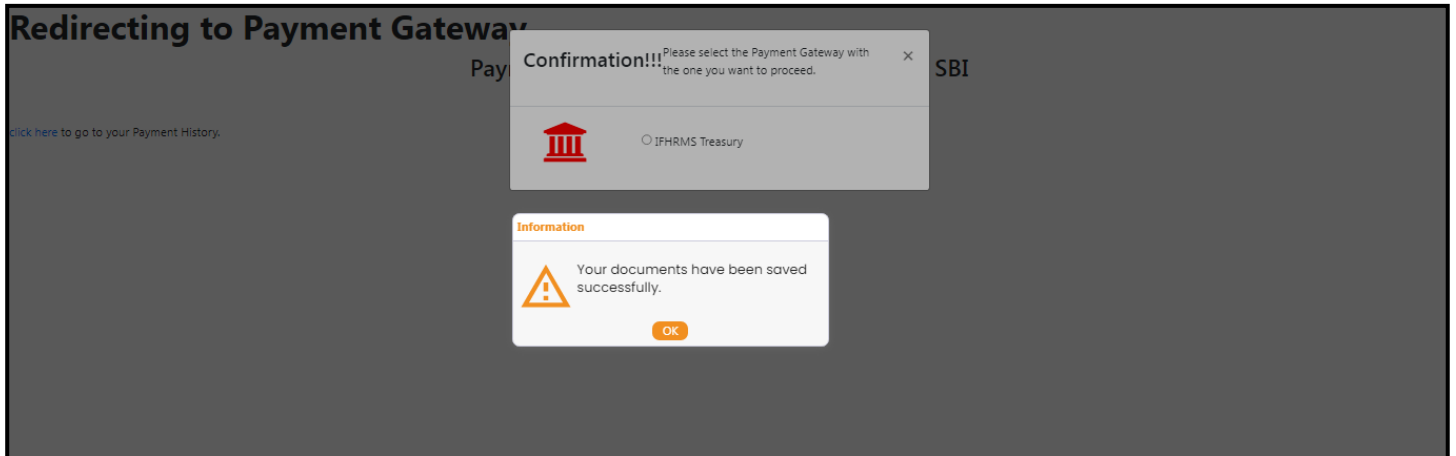 Redirecting to Payment Gateway
Pay
SBI
click here to go to your Payment History.
Confirmation!!!
Please select the Payment Gateway with
the one you want to proceed.
×
IFHRMS Treasury
Information
Your documents have been saved
successfully.
OK